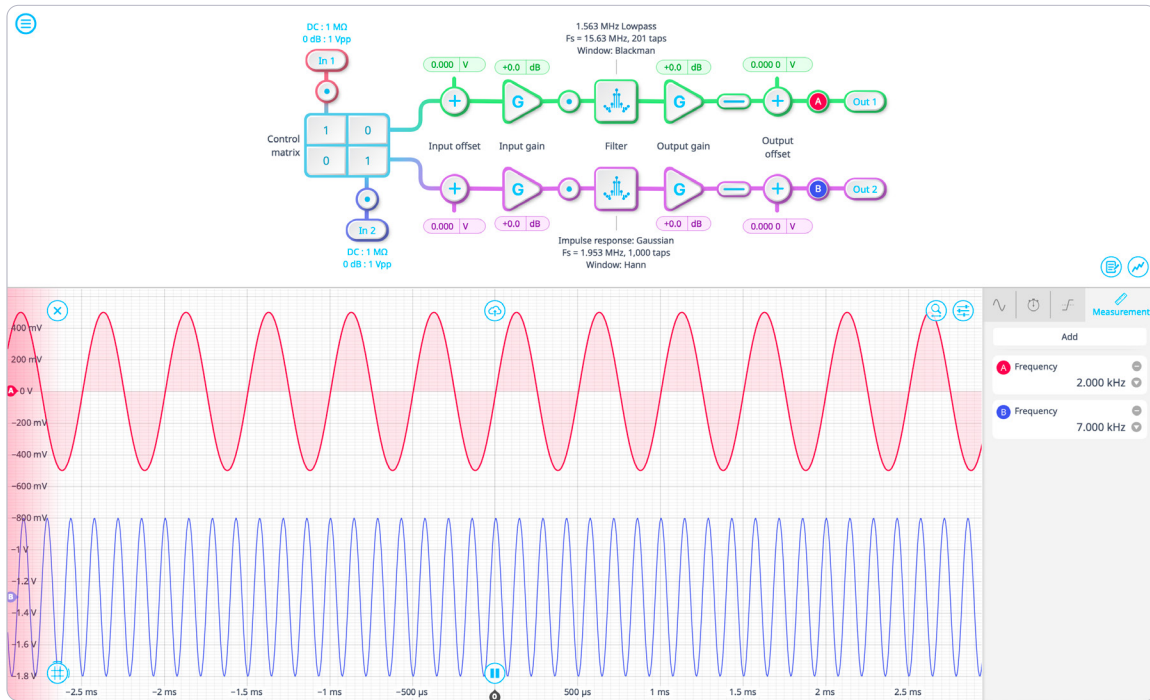 DC : 1 MΩ
0 dB : 1 Vpp
In 1
1.563 MHz Lowpass
Fs = 15.63 MHz, 201 taps
Window: Blackman
0.000 V
+0.0 dB
+0.0 dB
0.000 0 V
G
G
A
Out 1
Control
matrix
1 0
0 1
Input offset
Input gain
Filter
Output gain
Output
offset
G
G
B
Out 2
0.000 V
+0.0 dB
+0.0 dB
0.000 0 V
In 2
DC : 1 MΩ
0 dB : 1 Vpp
Impulse response: Gaussian
Fs = 1.953 MHz, 1,000 taps
Window: Hann
400 mV
200 mV
A 0 V
−200 mV
−400 mV
−600 mV
−800 mV
−1 V
−1.2 V
B
−1.4 V
−1.6 V
−1.8 V
−2.5 ms
−2 ms
−1.5 ms
−1 ms
−500 µs
0
500 µs
1 ms
1.5 ms
2 ms
2.5 ms
Measurement
Add
A Frequency
2.000 kHz
B Frequency
7.000 kHz